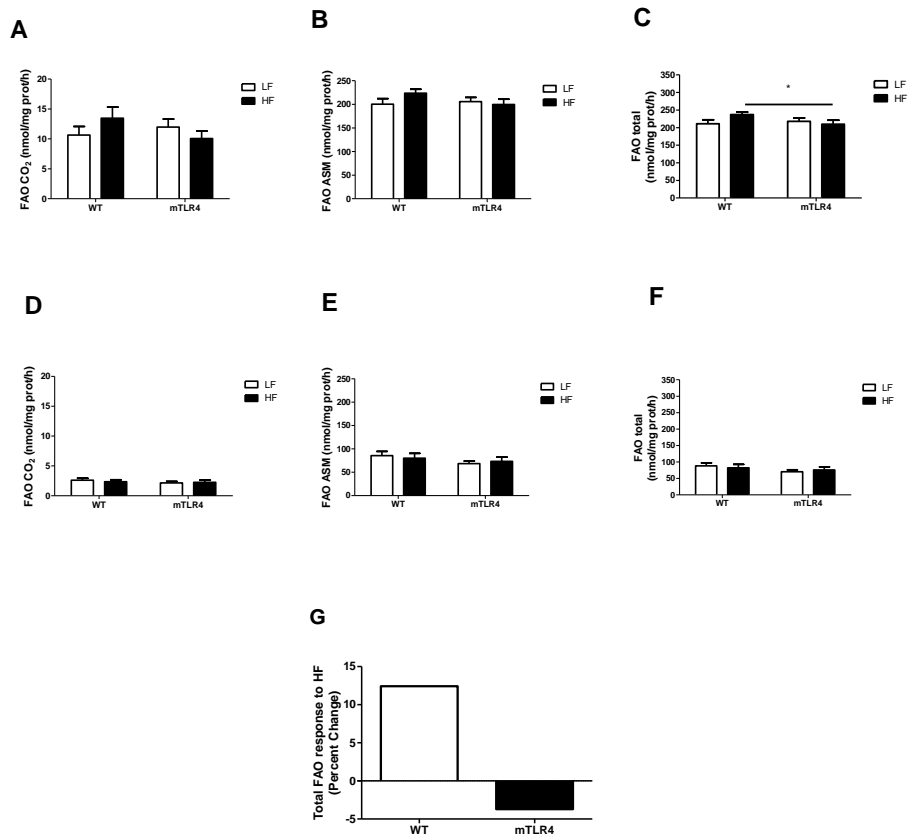 A
FAO CO2 (nmol/mg prot/h)
20
15
10
5
0
WT
mTLR4
LF
HF
B
FAO ASM (nmol/mg prot/h)
250
200
150
100
50
0
WT
mTLR4
LF
HF
C
FAO total
(nmol/mg prot/h)
350
300
250
200
150
100
50
0
*
WT
mTLR4
LF
HF
D
FAO CO2 (nmol/mg prot/h)
20
15
10
5
0
WT
mTLR4
LF
HF
E
FAO ASM (nmol/mg prot/h)
250
200
150
100
50
0
WT
mTLR4
LF
HF
F
FAO total
(nmol/mg prot/h)
350
300
250
200
150
100
50
0
WT
mTLR4
LF
HF
G
Total FAO response to HF
(Percent Change)
15
10
5
0
-5
WT
mTLR4